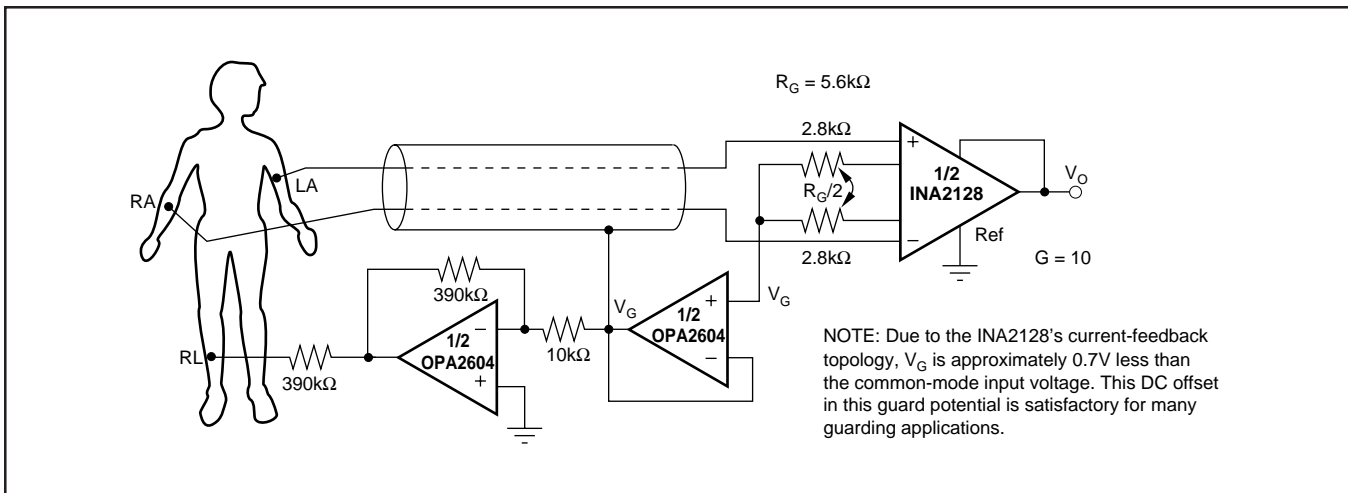 R_G = 5.6kΩ
2.8kΩ
LA
RA
R_G/2
+
1/2
INA2128
−
V_O
Ref
G = 10
2.8kΩ
390kΩ
V_G
V_G
−
1/2
OPA2604
+
10kΩ
+
1/2
OPA2604
−
RL
390kΩ
NOTE: Due to the INA2128's current-feedback
topology, V_G is approximately 0.7V less than
the common-mode input voltage. This DC offset
in this guard potential is satisfactory for many
guarding applications.